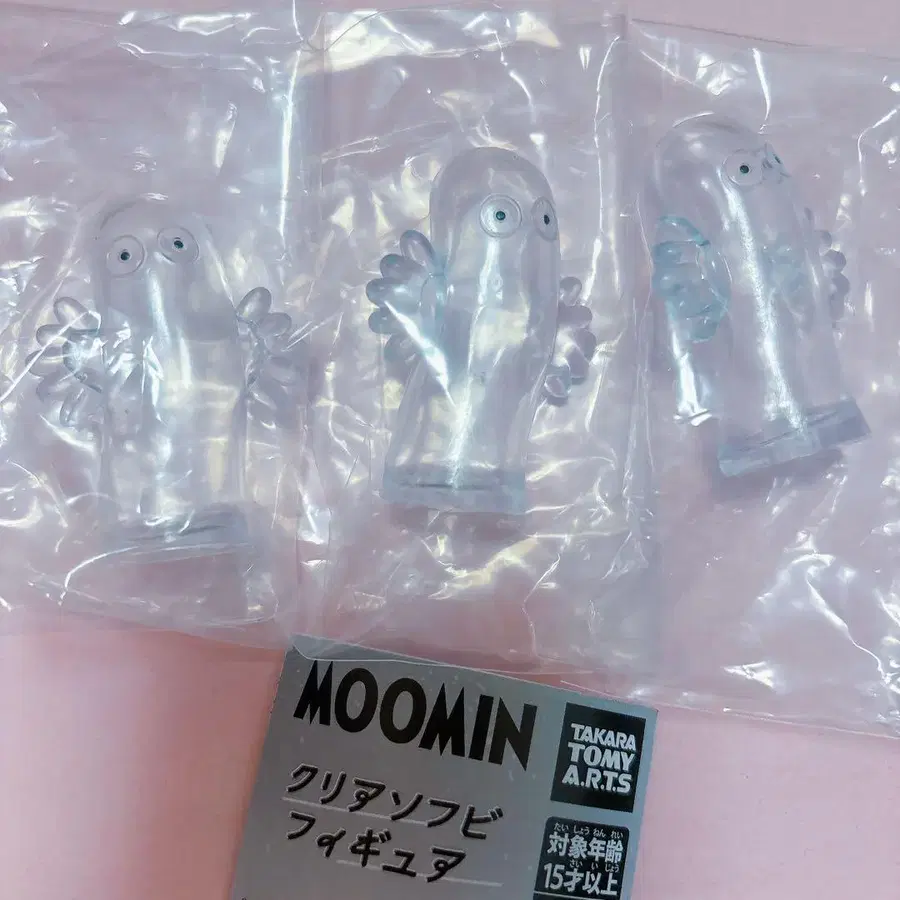 MOOMIN
TAKARA
TOMY
A.R.T.S
クリアソフビ
フィギュア
たいしょうねんれい
対象年齢
さいいじょう
15才以上